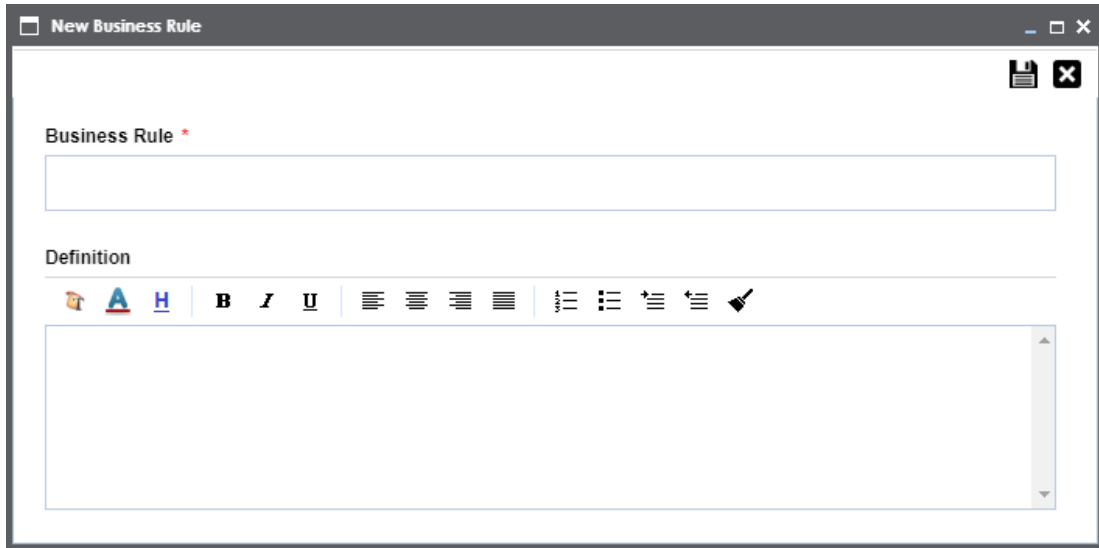 New Business Rule
Business Rule *
Definition
A H B I U